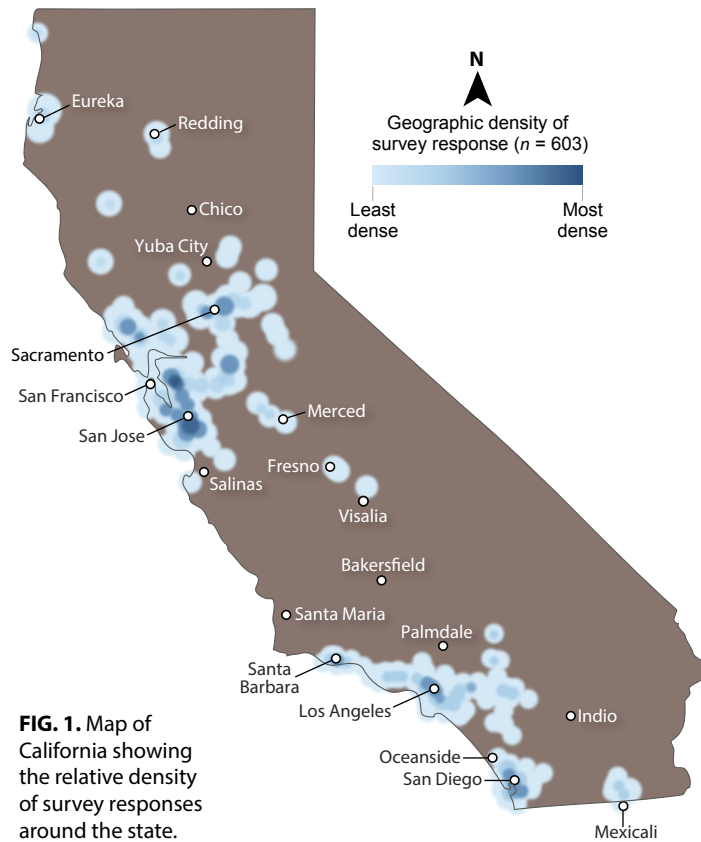 N
Geographic density of
survey response (n = 603)
Least
dense
Most
dense
Eureka
Redding
Chico
Yuba City
Sacramento
San Francisco
San Jose
Merced
Fresno
Salinas
Visalia
Bakersfield
Santa Maria
Palmdale
Santa
Barbara
Los Angeles
Indio
Oceanside
San Diego
Mexicali
FIG. 1. Map of
California showing
the relative density
of survey responses
around the state.